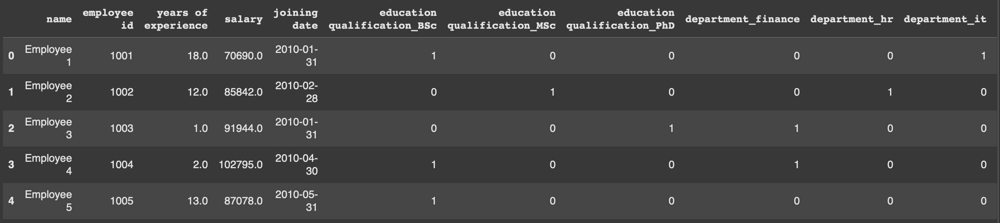 name employee id years of experience salary joining date education qualification_BSc education qualification_MSc education qualification_PhD department_finance department_hr department_it
0 Employee 1 1001 18.0 70690.0 2010-01-31 1 0 0 0 0 1
1 Employee 2 1002 12.0 85842.0 2010-02-28 0 1 0 0 1 0
2 Employee 3 1003 1.0 91944.0 2010-01-31 0 0 1 1 0 0
3 Employee 4 1004 2.0 102795.0 2010-04-30 1 0 0 1 0 0
4 Employee 5 1005 13.0 87078.0 2010-05-31 1 0 0 0 0 0